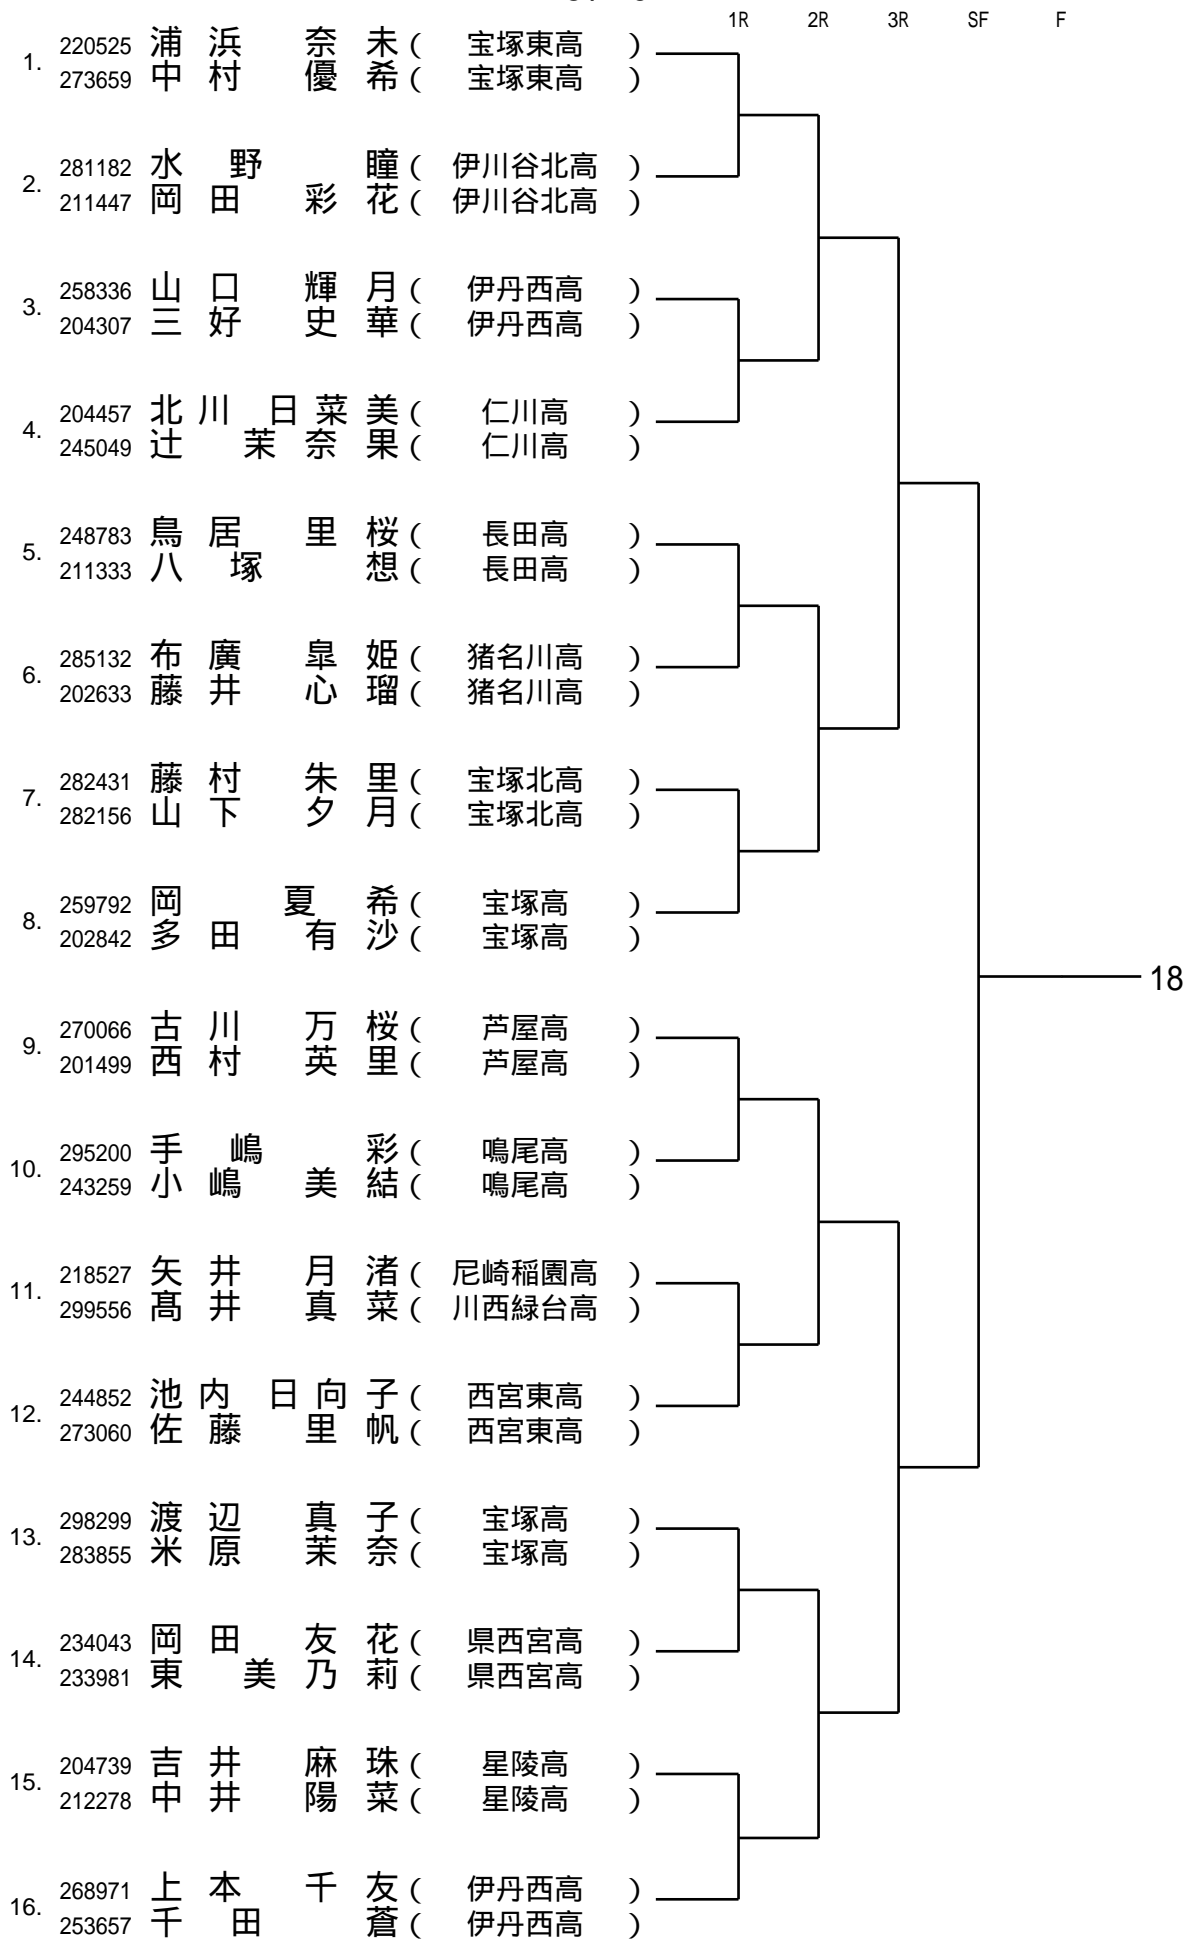 1R 2R 3R SF F
1. 220525 浦浜 奈未 ( 宝塚東高 )
273659 中村 優希 ( 宝塚東高 )
2. 281182 水野 瞳 ( 伊川谷北高 )
211447 岡田 彩花 ( 伊川谷北高 )
3. 258336 山口 輝月 ( 伊丹西高 )
204307 三好 史華 ( 伊丹西高 )
4. 204457 北川 日菜美 ( 仁川高 )
245049 辻 茉奈果 ( 仁川高 )
5. 248783 鳥居 里桜 ( 長田高 )
211333 八塚 想 ( 長田高 )
6. 285132 布廣 皐姫 ( 猪名川高 )
202633 藤井 心瑠 ( 猪名川高 )
7. 282431 藤村 朱里 ( 宝塚北高 )
282156 山下 夕月 ( 宝塚北高 )
8. 259792 岡 夏希 ( 宝塚高 )
202842 多田 有沙 ( 宝塚高 )
18
9. 270066 古川 万桜 ( 芦屋高 )
201499 西村 英里 ( 芦屋高 )
10. 295200 手嶋 彩 ( 鳴尾高 )
243259 小嶋 美結 ( 鳴尾高 )
11. 218527 矢井 月渚 ( 尼崎稲園高 )
299556 髙井 真菜 ( 川西緑台高 )
12. 244852 池内 日向子 ( 西宮東高 )
273060 佐藤 里帆 ( 西宮東高 )
13. 298299 渡辺 真子 ( 宝塚高 )
283855 米原 茉奈 ( 宝塚高 )
14. 234043 岡田 友花 ( 県西宮高 )
233981 東 美乃莉 ( 県西宮高 )
15. 204739 吉井 麻珠 ( 星陵高 )
212278 中井 陽菜 ( 星陵高 )
16. 268971 上本 千友 ( 伊丹西高 )
253657 千田 蒼 ( 伊丹西高 )